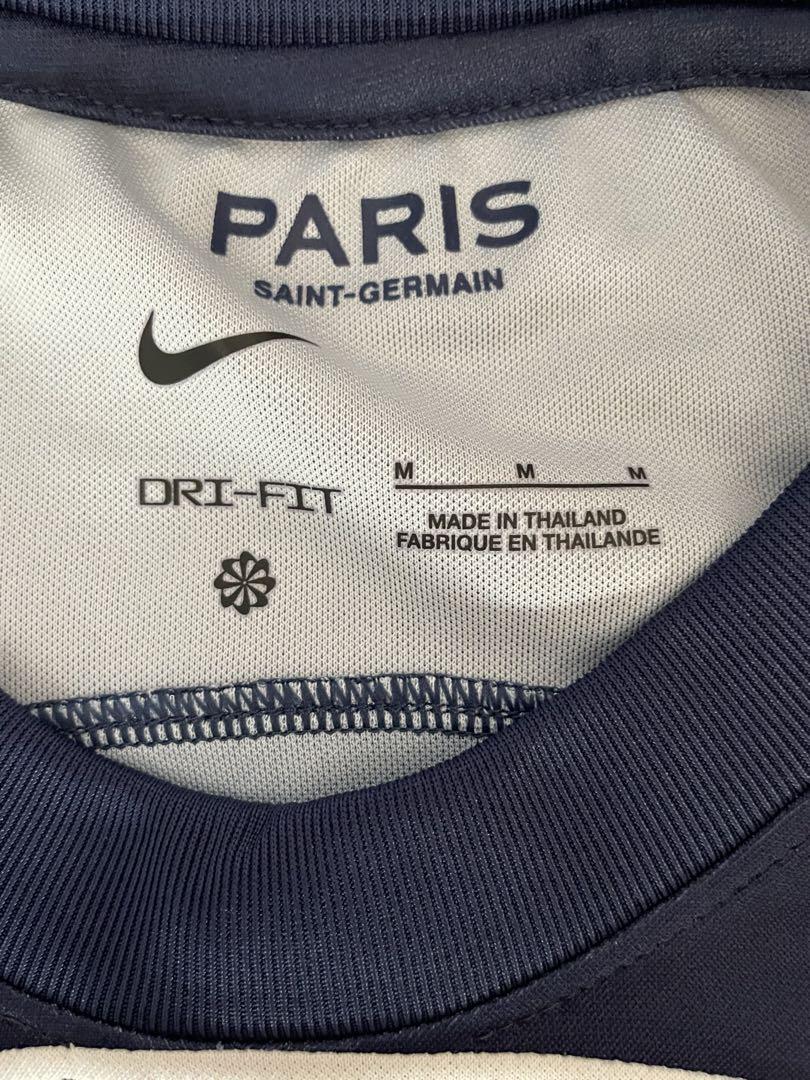 PARIS
SAINT-GERMAIN
DRI-FIT
M M M
MADE IN THAILAND
FABRIQUE EN THAILANDE